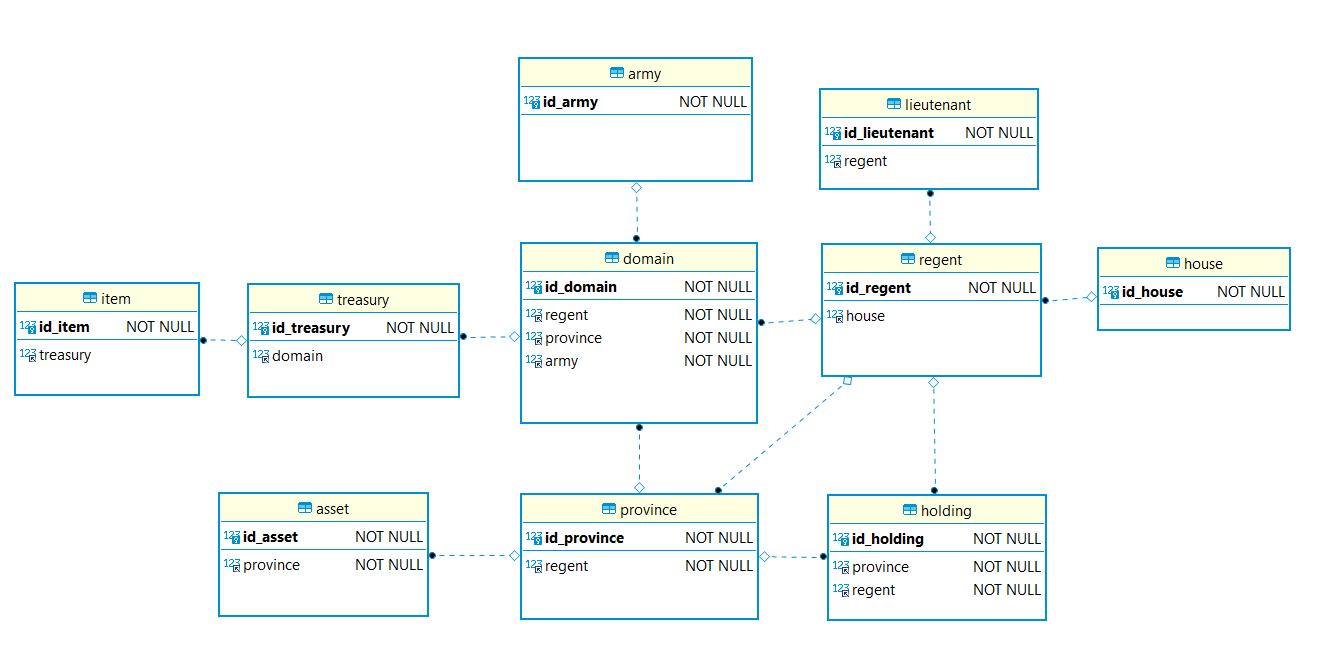 army
123 id_army NOT NULL
lieutenant
123 id_lieutenant NOT NULL
123 regent
domain
123 id_domain NOT NULL
123 regent NOT NULL
123 province NOT NULL
123 army NOT NULL
regent
123 id_regent NOT NULL
123 house
house
123 id_house NOT NULL
item
123 id_item NOT NULL
123 treasury
treasury
123 id_treasury NOT NULL
123 domain
asset
123 id_asset NOT NULL
123 province NOT NULL
province
123 id_province NOT NULL
123 regent NOT NULL
holding
123 id_holding NOT NULL
123 province NOT NULL
123 regent NOT NULL